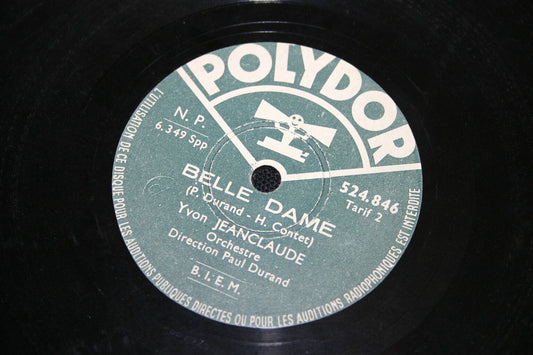 POLYDOR
N. P.
6.349 Spp
524.846
Tarif 2
BELLE DAME
(P. Durand - H. Contet)
Yvon JEANCLAUDE
Orchestre
Direction Paul Durand
B. I. E. M.
L'UTILISATION DE CE DISQUE POUR LES AUDITIONS PUBLIQUES DIRECTES OU POUR LES AUDITIONS RADIOPHONIQUES EST INTERDITE